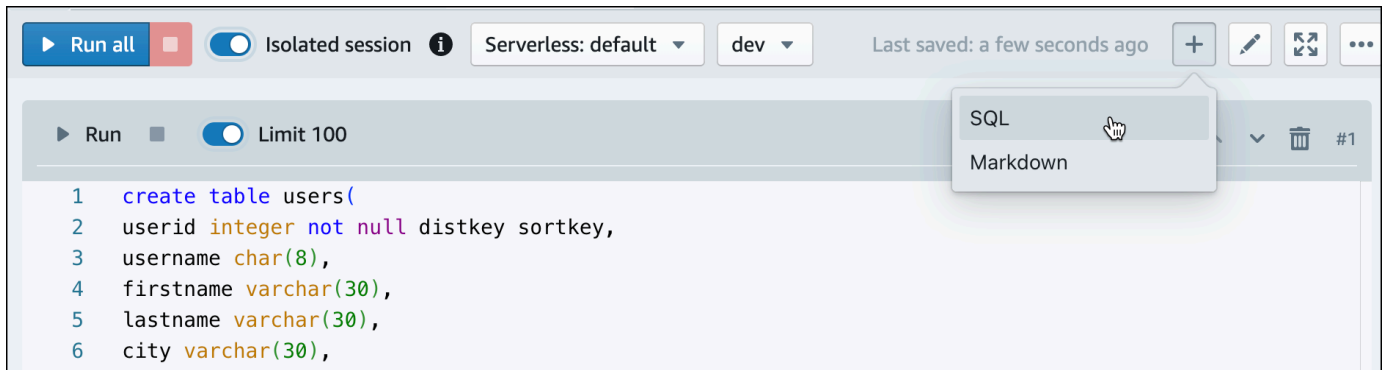 Run all Isolated session Serverless: default dev Last saved: a few seconds ago
SQL
Run Limit 100 #1
Markdown
1 create table users(
2 userid integer not null distkey sortkey,
3 username char(8),
4 firstname varchar(30),
5 lastname varchar(30),
6 city varchar(30),